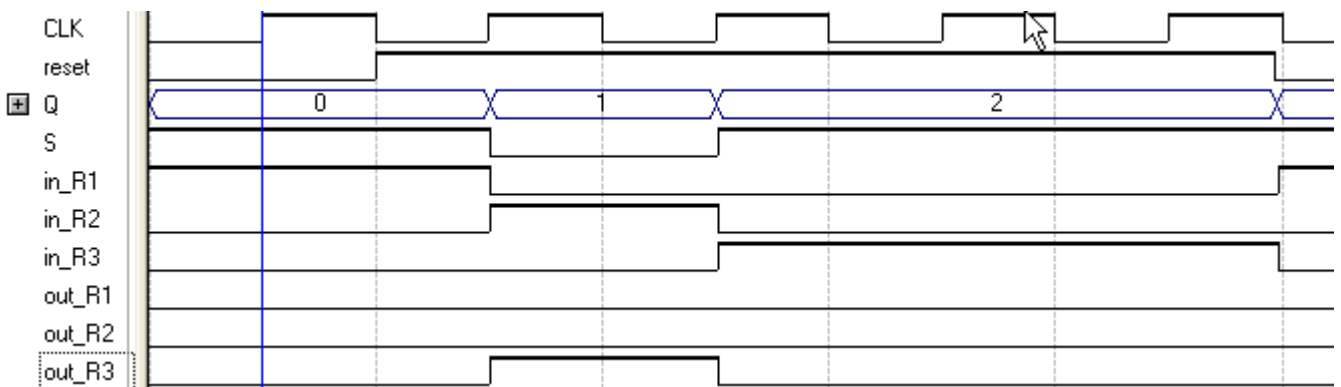 CLK
reset
Q 0 1 2
S
in_R1
in_R2
in_R3
out_R1
out_R2
out_R3